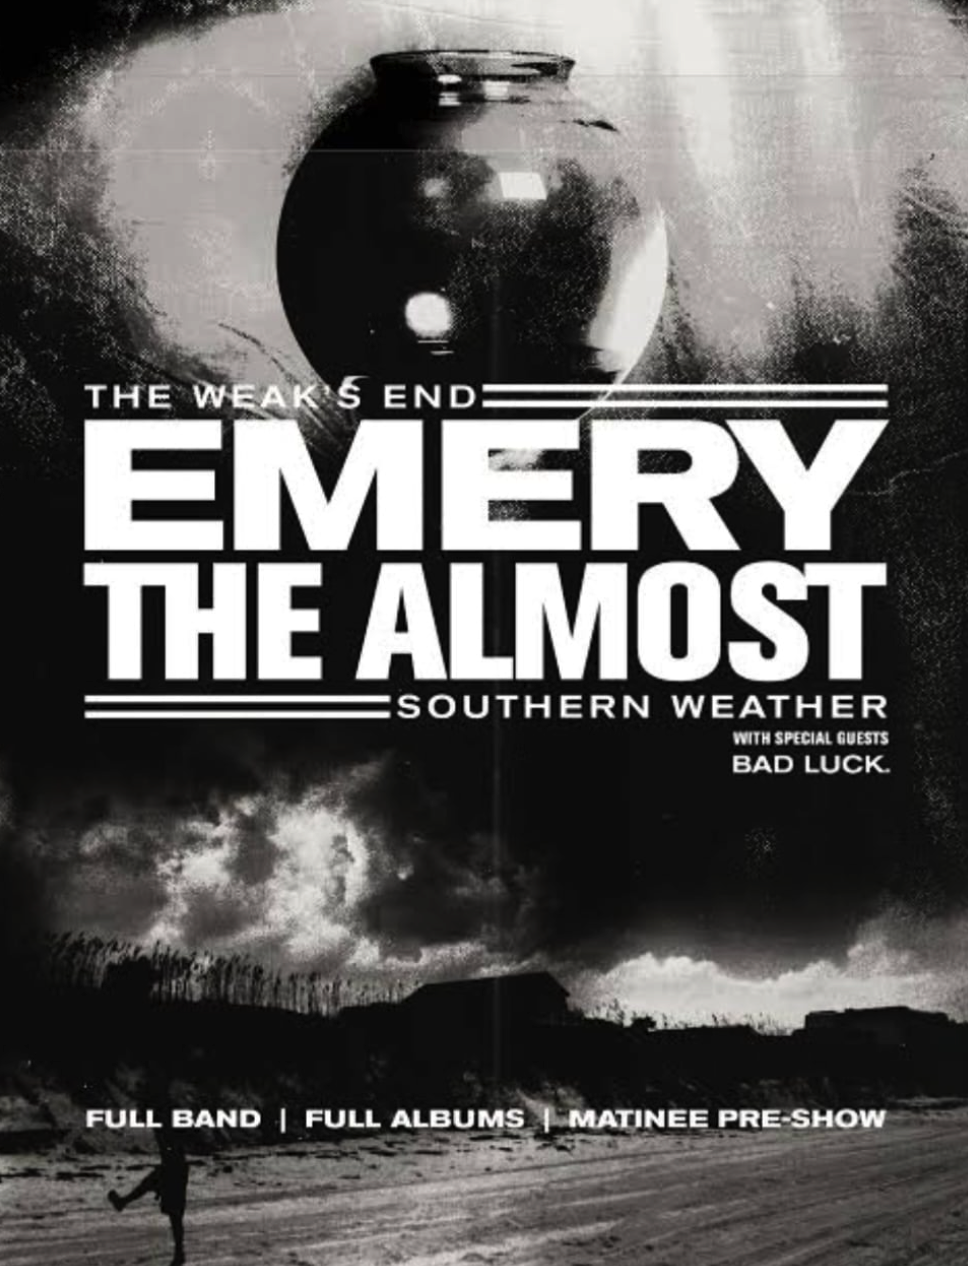 THE WEAK'S END
EMERY
THE ALMOST
SOUTHERN WEATHER
WITH SPECIAL GUESTS
BAD LUCK.
FULL BAND | FULL ALBUMS | MATINEE PRE-SHOW